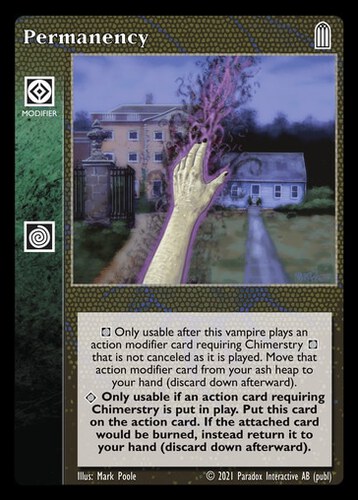 Permanency
MODIFIER
Only usable after this vampire plays an
action modifier card requiring Chimerstry
that is not canceled as it is played. Move that
action modifier card from your ash heap to
your hand (discard down afterward).
Only usable if an action card requiring
Chimerstry is put in play. Put this card
on the action card. If the attached card
would be burned, instead return it to
your hand (discard down afterward).
Illus: Mark Poole © 2021 Paradox Interactive AB (publ)